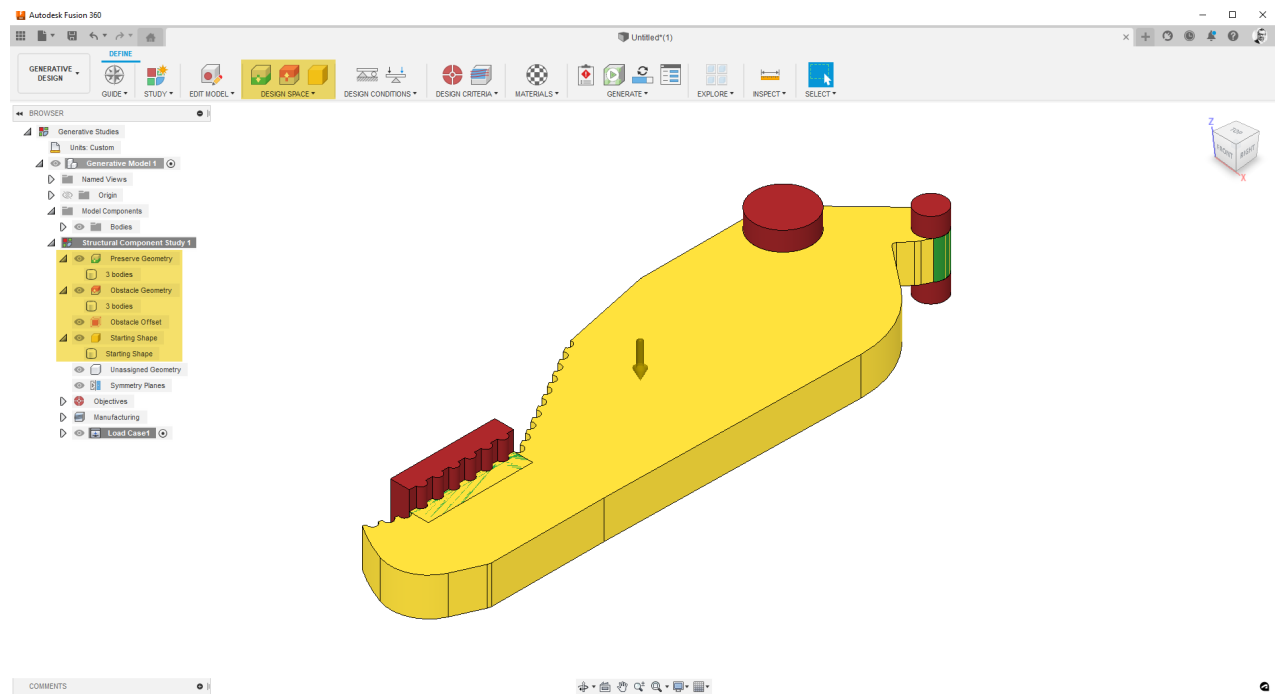 Autodesk Fusion 360
Untitled*(1)
DEFINE
GENERATIVE
DESIGN
GUIDE
STUDY
EDIT MODEL
DESIGN SPACE
DESIGN CONDITIONS
DESIGN CRITERIA
MATERIALS
GENERATE
EXPLORE
INSPECT
SELECT
BROWSER
Generative Studies
Units: Custom
Generative Model 1
Named Views
Origin
Model Components
Bodies
Structural Component Study 1
Preserve Geometry
3 bodies
Obstacle Geometry
3 bodies
Obstacle Offset
Starting Shape
Starting Shape
Unassigned Geometry
Symmetry Planes
Objectives
Manufacturing
Load Case1
Z
TOP
FRONT
RIGHT
X
COMMENTS